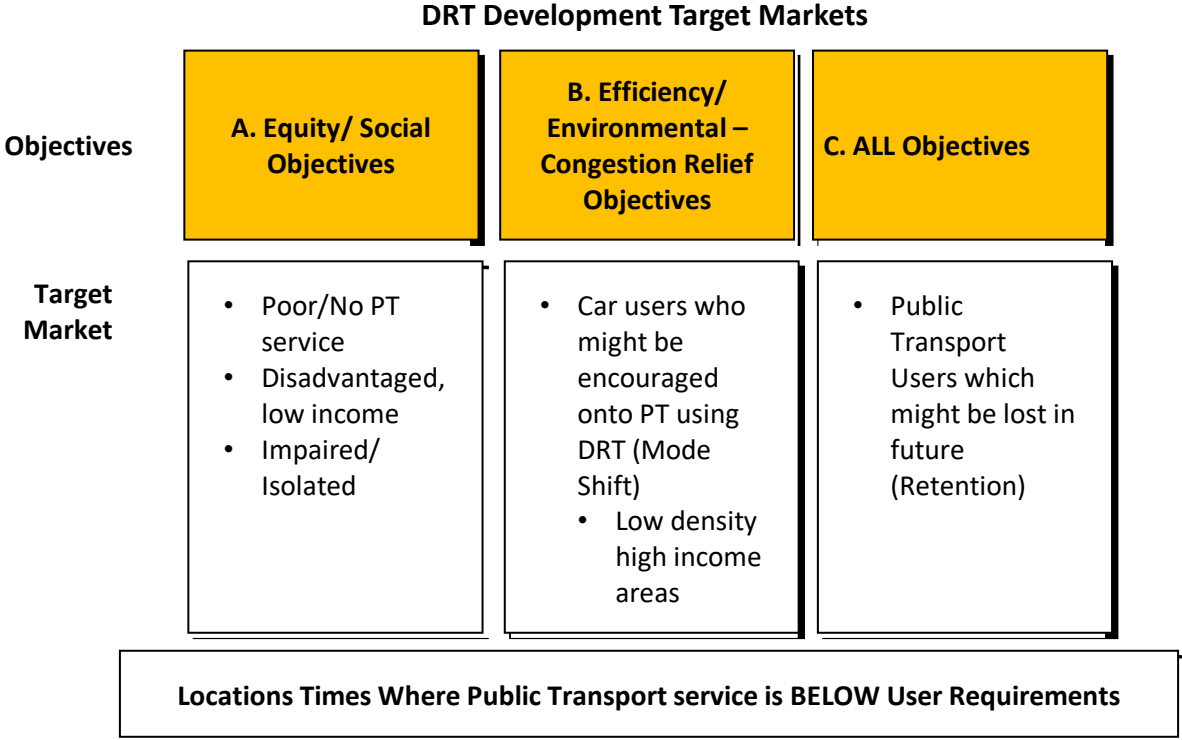 DRT Development Target Markets
Objectives
A. Equity/ Social
Objectives
B. Efficiency/
Environmental –
Congestion Relief
Objectives
C. ALL Objectives
Target
Market
• Poor/No PT
service
• Disadvantaged,
low income
• Impaired/
Isolated
• Car users who
might be
encouraged
onto PT using
DRT (Mode
Shift)
• Low density
high income
areas
• Public
Transport
Users which
might be lost in
future
(Retention)
Locations Times Where Public Transport service is BELOW User Requirements